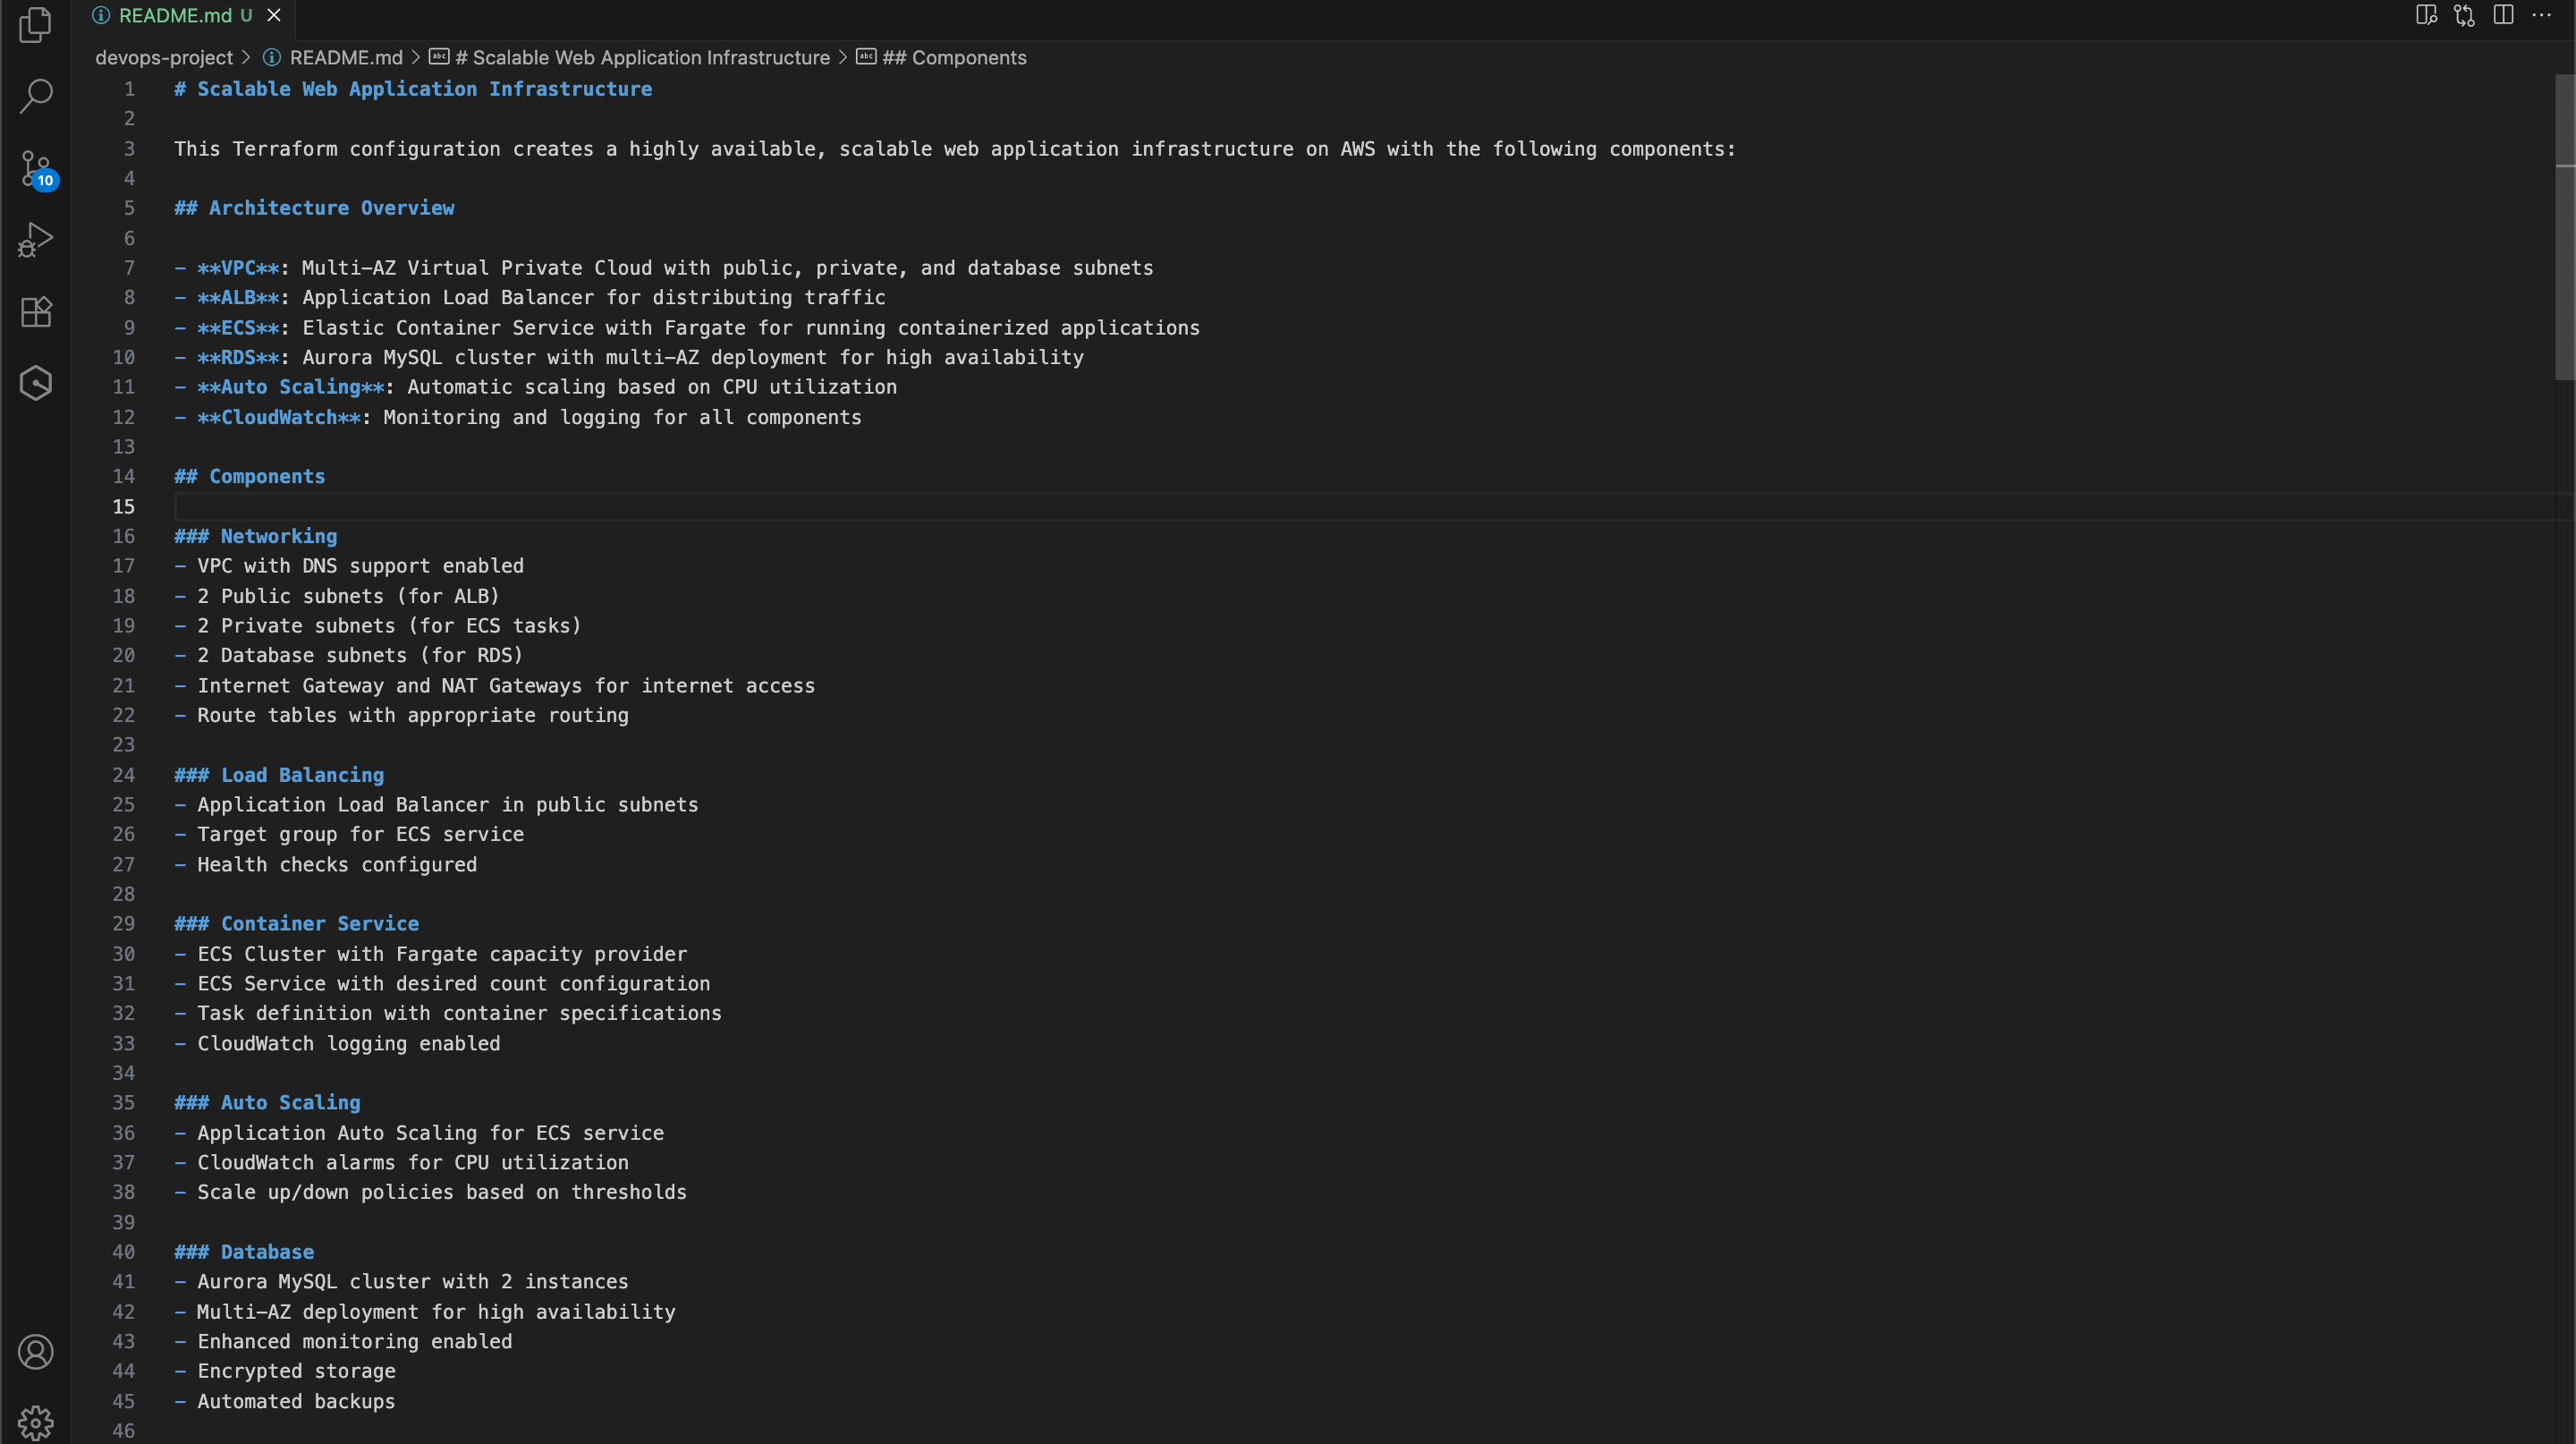 README.md U
devops-project > README.md > # Scalable Web Application Infrastructure > ## Components
1 # Scalable Web Application Infrastructure
2
3 This Terraform configuration creates a highly available, scalable web application infrastructure on AWS with the following components:
4
5 ## Architecture Overview
6
7 - **VPC**: Multi-AZ Virtual Private Cloud with public, private, and database subnets
8 - **ALB**: Application Load Balancer for distributing traffic
9 - **ECS**: Elastic Container Service with Fargate for running containerized applications
10 - **RDS**: Aurora MySQL cluster with multi-AZ deployment for high availability
11 - **Auto Scaling**: Automatic scaling based on CPU utilization
12 - **CloudWatch**: Monitoring and logging for all components
13
14 ## Components
15
16 ### Networking
17 - VPC with DNS support enabled
18 - 2 Public subnets (for ALB)
19 - 2 Private subnets (for ECS tasks)
20 - 2 Database subnets (for RDS)
21 - Internet Gateway and NAT Gateways for internet access
22 - Route tables with appropriate routing
23
24 ### Load Balancing
25 - Application Load Balancer in public subnets
26 - Target group for ECS service
27 - Health checks configured
28
29 ### Container Service
30 - ECS Cluster with Fargate capacity provider
31 - ECS Service with desired count configuration
32 - Task definition with container specifications
33 - CloudWatch logging enabled
34
35 ### Auto Scaling
36 - Application Auto Scaling for ECS service
37 - CloudWatch alarms for CPU utilization
38 - Scale up/down policies based on thresholds
39
40 ### Database
41 - Aurora MySQL cluster with 2 instances
42 - Multi-AZ deployment for high availability
43 - Enhanced monitoring enabled
44 - Encrypted storage
45 - Automated backups
46
10